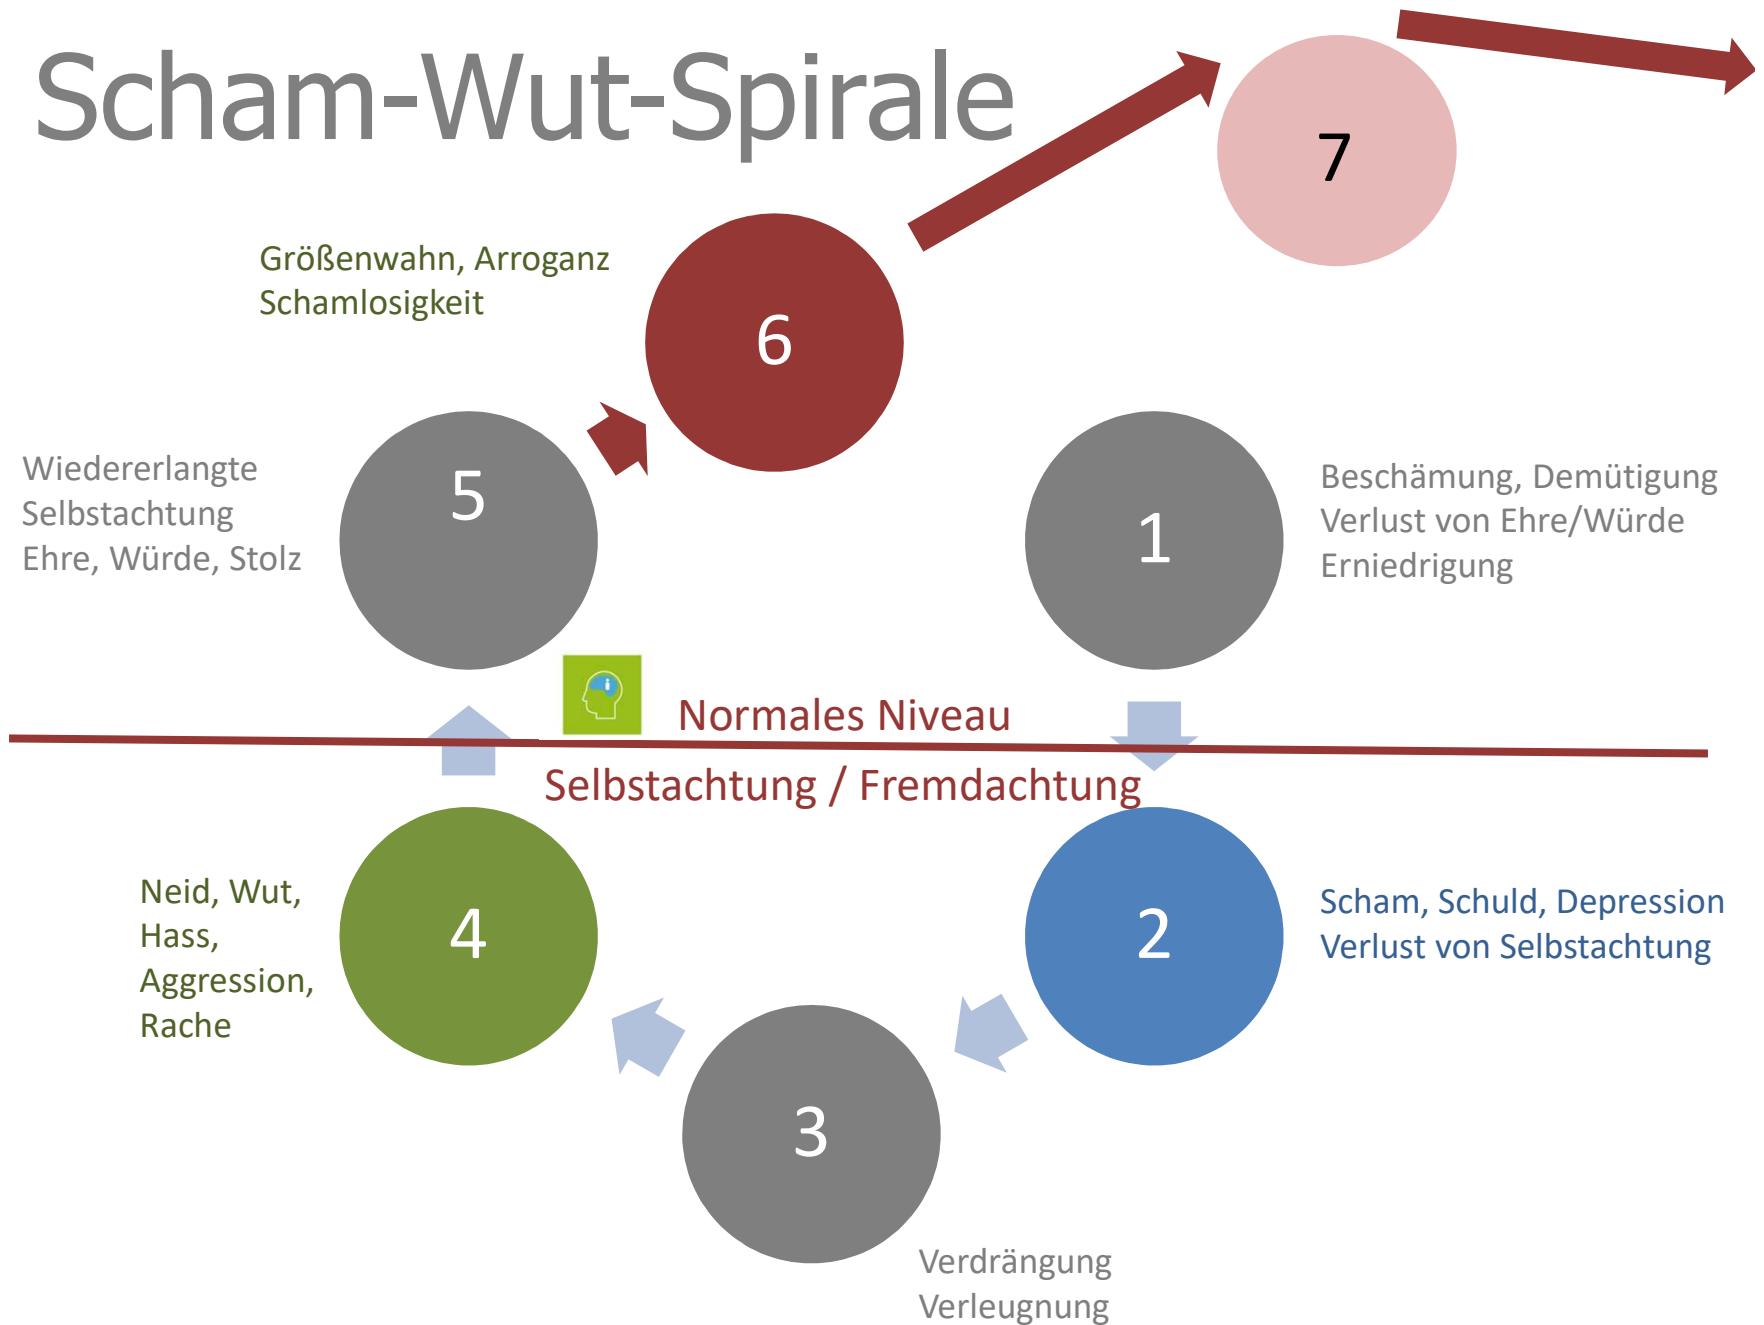 Scham-Wut-Spirale
7
Größenwahn, Arroganz
Schamlosigkeit
6
Wiedererlangte
Selbstachtung
Ehre, Würde, Stolz
5
1
Beschämung, Demütigung
Verlust von Ehre/Würde
Erniedrigung
Normales Niveau
Selbstachtung / Fremdachtung
Neid, Wut,
Hass,
Aggression,
Rache
4
2
Scham, Schuld, Depression
Verlust von Selbstachtung
3
Verdrängung
Verleugnung